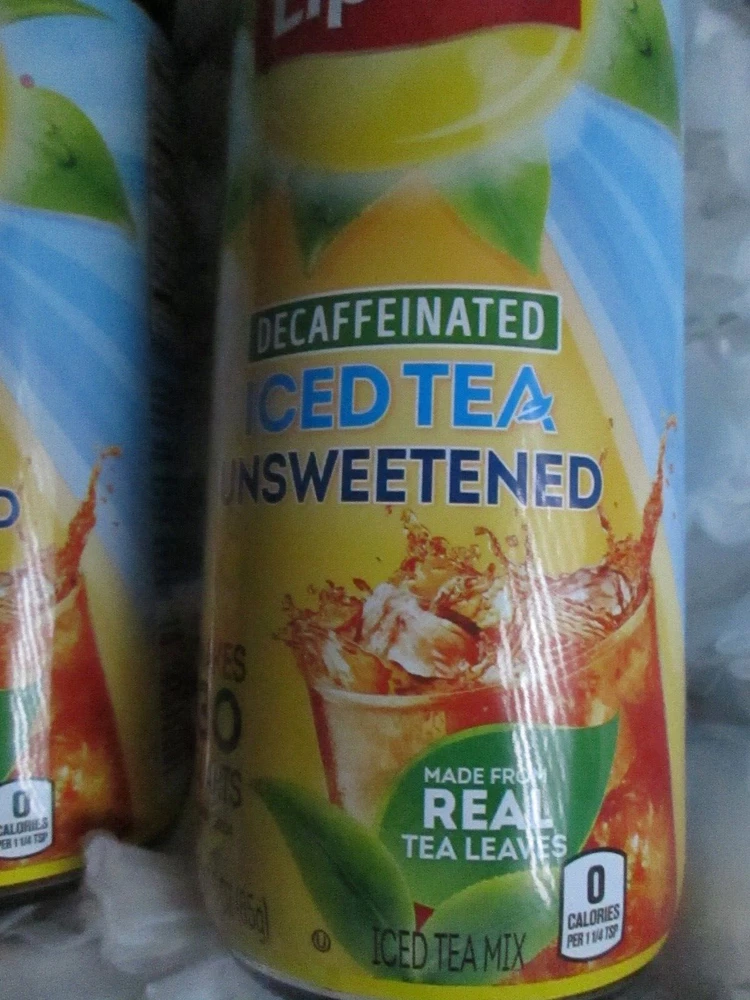 Lip
DECAFFEINATED
ICED TEA
UNSWEETENED
MADE FROM
REAL
TEA LEAVES
0
CALORIES
PER 1 1/4 TSP
U
ICED TEA MIX
D
0
CALORIES
PER 1 1/4 TSP